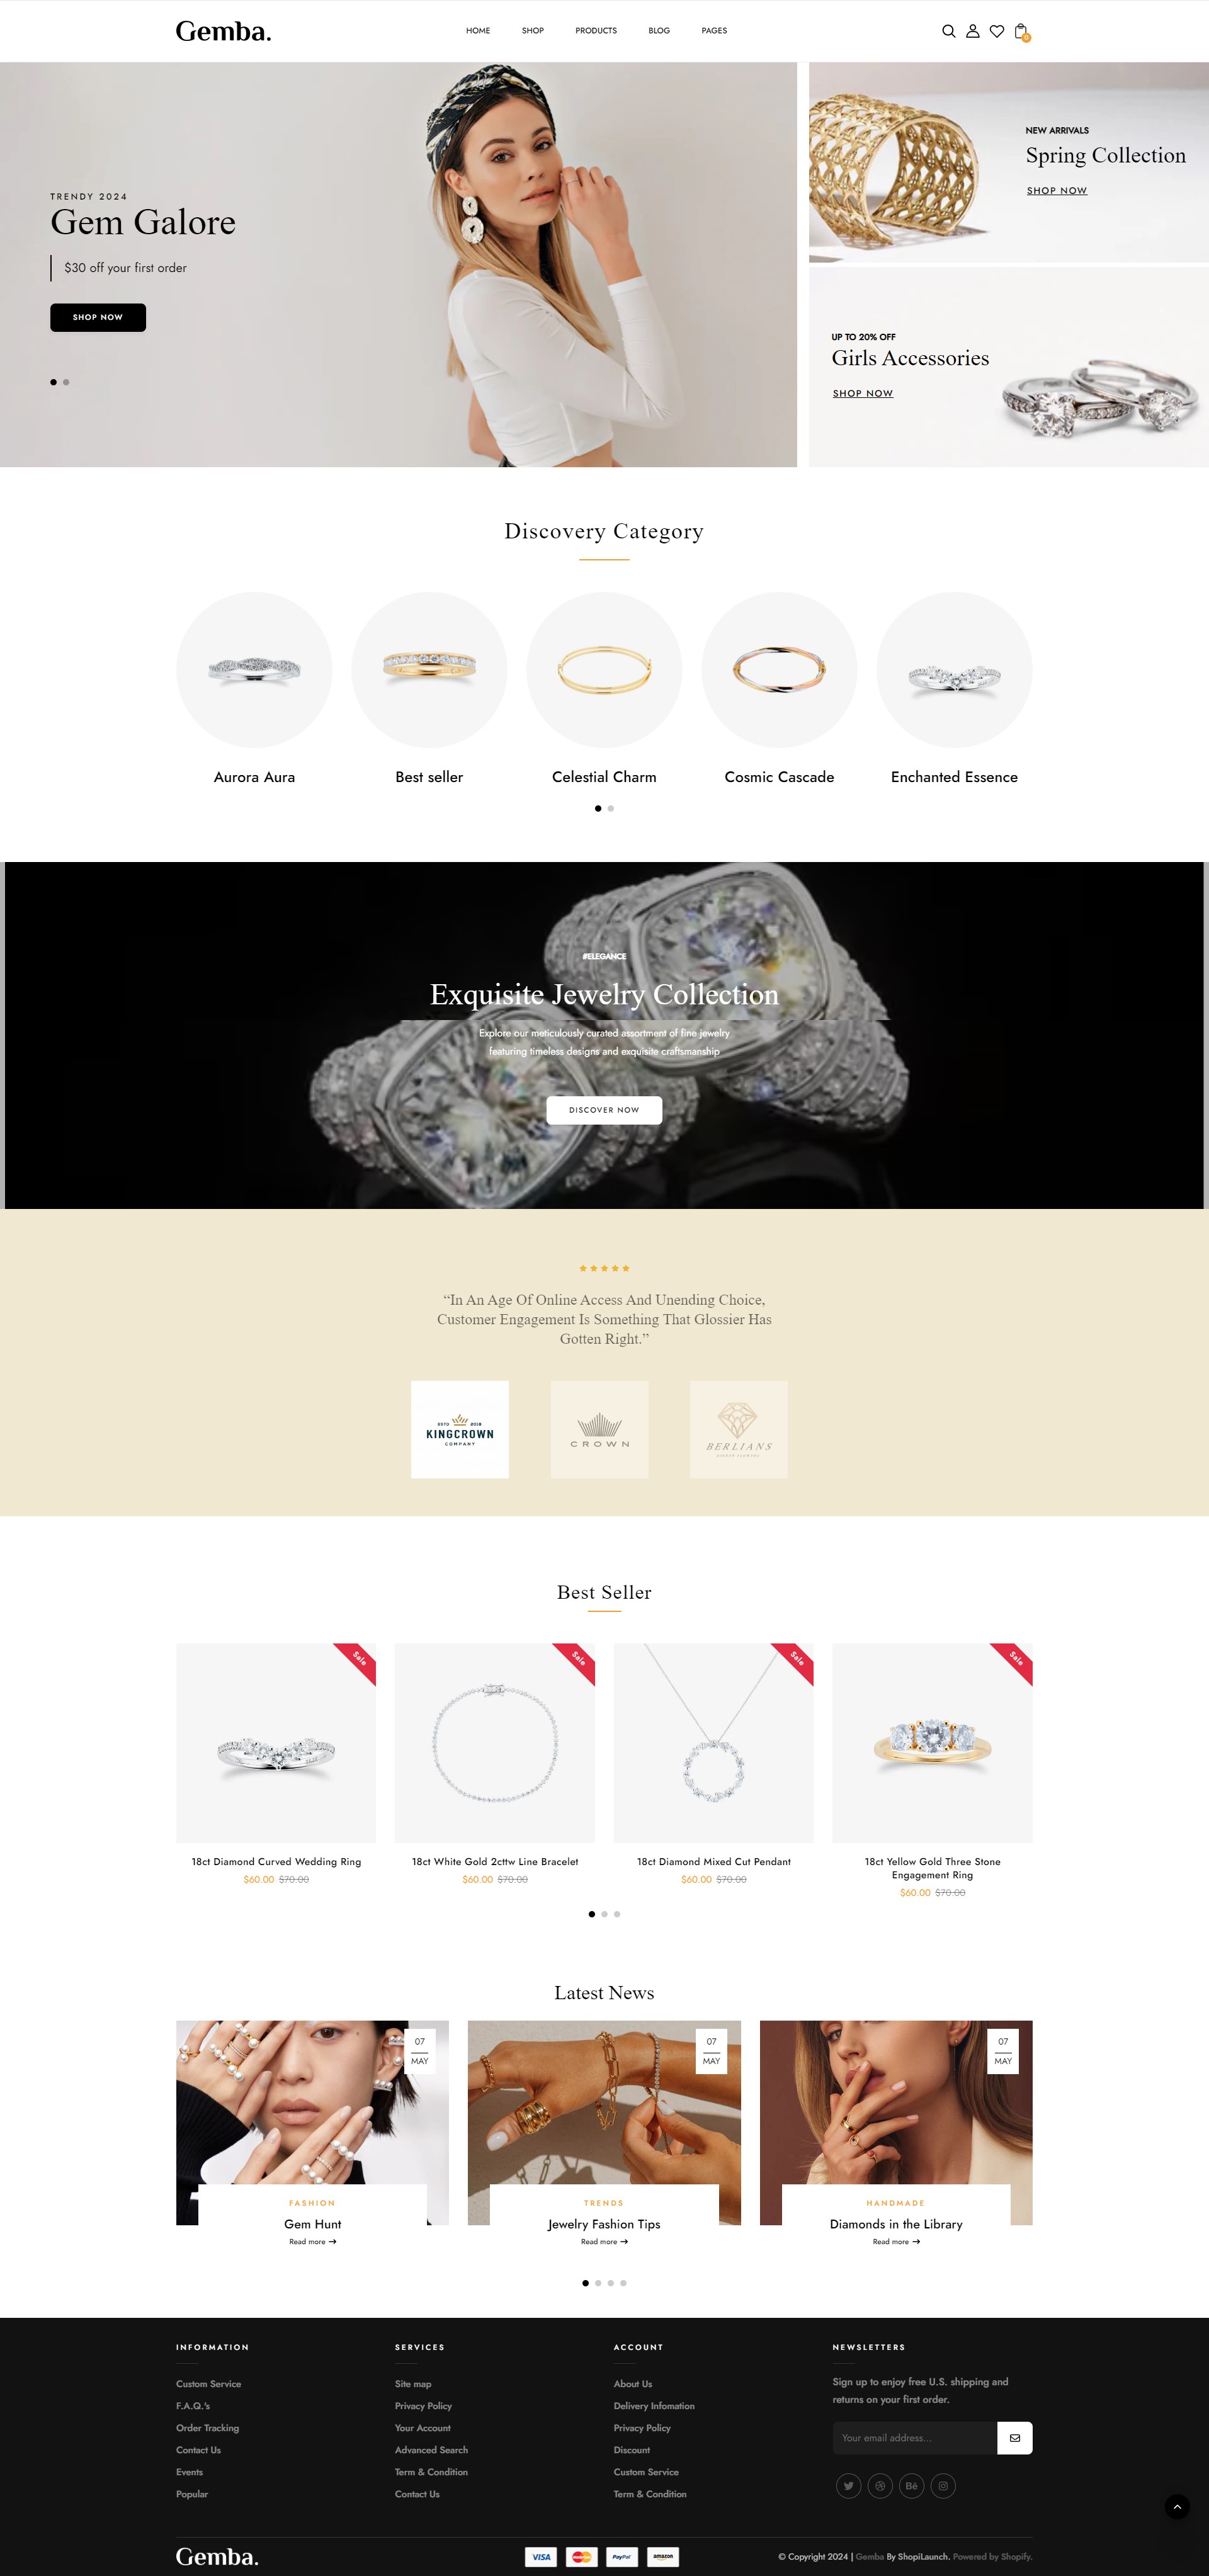 Gemba.
HOME SHOP PRODUCTS BLOG PAGES
0
TRENDY 2024
Gem Galore
$30 off your first order
SHOP NOW
NEW ARRIVALS
Spring Collection
SHOP NOW
UP TO 20% OFF
Girls Accessories
SHOP NOW
Discovery Category
Aurora Aura
Best seller
Celestial Charm
Cosmic Cascade
Enchanted Essence
#ELEGANCE
Exquisite Jewelry Collection
Explore our meticulously curated assortment of fine jewelry
featuring timeless designs and exquisite craftsmanship
DISCOVER NOW
“In An Age Of Online Access And Unending Choice,
Customer Engagement Is Something That Glossier Has
Gotten Right.”
ESTD 2018
KINGCROWN
COMPANY
CROWN
BERLIANS
Best Seller
Sale
Sale
Sale
Sale
18ct Diamond Curved Wedding Ring
$60.00 $70.00
18ct White Gold 2cttw Line Bracelet
$60.00 $70.00
18ct Diamond Mixed Cut Pendant
$60.00 $70.00
18ct Yellow Gold Three Stone
Engagement Ring
$60.00 $70.00
Latest News
07
MAY
FASHION
Gem Hunt
Read more
07
MAY
TRENDS
Jewelry Fashion Tips
Read more
07
MAY
HANDMADE
Diamonds in the Library
Read more
INFORMATION
Custom Service
F.A.Q.'s
Order Tracking
Contact Us
Events
Popular
SERVICES
Site map
Privacy Policy
Your Account
Advanced Search
Term & Condition
Contact Us
ACCOUNT
About Us
Delivery Infomation
Privacy Policy
Discount
Custom Service
Term & Condition
NEWSLETTERS
Sign up to enjoy free U.S. shipping and
returns on your first order.
Your email address...
Bē
Gemba.
VISA
MasterCard
PayPal
amazon
© Copyright 2024 | Gemba By ShopiLaunch. Powered by Shopify.